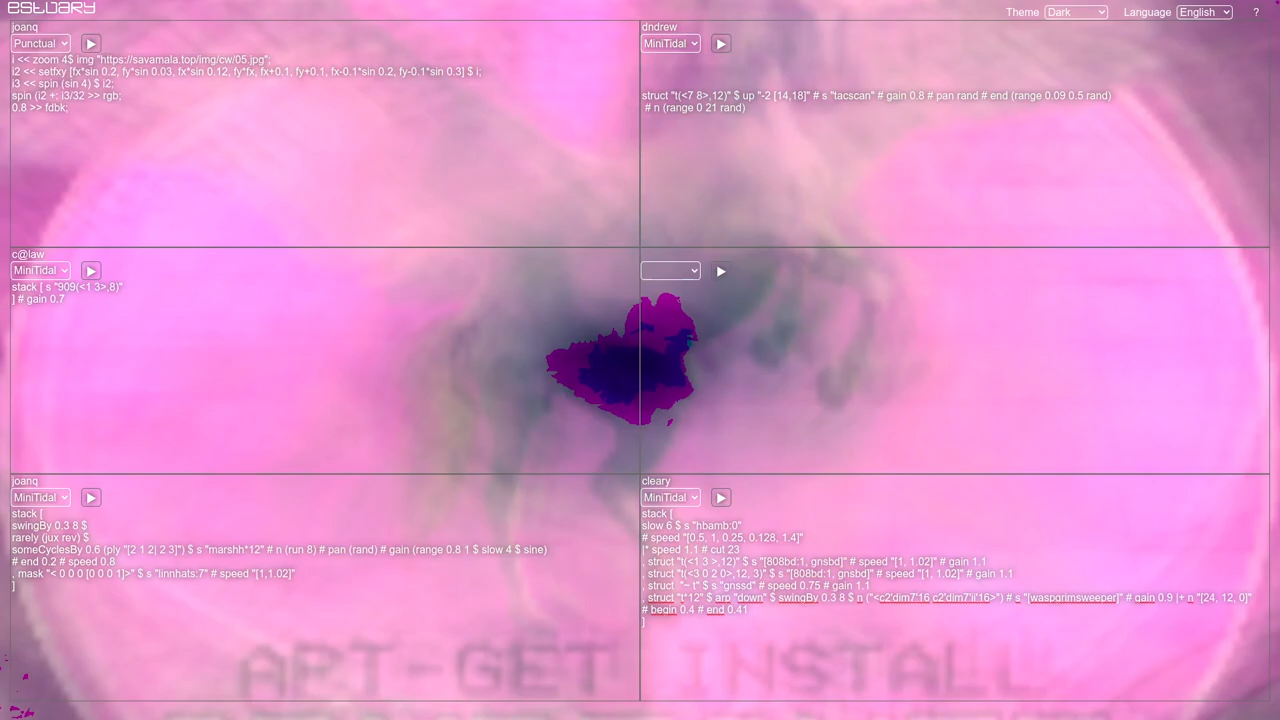 estuary
Theme Dark Language English ?
joanq
Punctual
i << zoom 4$ img "https://savamala.top/img/cw/05.jpg";
i2 << setfxy [fx*sin 0.2, fy*sin 0.03, fx*sin 0.12, fy*fx, fx+0.1, fy+0.1, fx-0.1*sin 0.2, fy-0.1*sin 0.3] $ i;
i3 << spin (sin 4) $ i2;
spin (i2 +: i3/32 >> rgb;
0.8 >> fdbk;
dndrew
MiniTidal
struct "t(<7 8>,12)" $ up "-2 [14,18]" # s "tacscan" # gain 0.8 # pan rand # end (range 0.09 0.5 rand)
# n (range 0 21 rand)
c@law
MiniTidal
stack [ s "909(<1 3>,8)"
] # gain 0.7
joanq
MiniTidal
stack [
swingBy 0.3 8 $
rarely (jux rev) $
someCyclesBy 0.6 (ply "[2 1 2| 2 3]") $ s "marshh*12" # n (run 8) # pan (rand) # gain (range 0.8 1 $ slow 4 $ sine)
# end 0.2 # speed 0.8
, mask "< 0 0 0 [0 0 0 1]>" $ s "linnhats:7" # speed "[1,1.02]"
]
cleary
MiniTidal
stack [
slow 6 $ s "hbamb:0"
# speed "[0.5, 1, 0.25, 0.128, 1.4]"
|* speed 1.1 # cut 23
, struct "t(<1 3 >,12)" $ s "[808bd:1, gnsbd]" # speed "[1, 1.02]" # gain 1.1
, struct "t(<3 0 2 0>,12, 3)" $ s "[808bd:1, gnsbd]" # speed "[1, 1.02]" # gain 1.1
, struct  "~ t" $ s "gnssd" # speed 0.75 # gain 1.1
, struct "t*12" $ arp "down" $ swingBy 0.3 8 $ n ("<c2'dim7'16 c2'dim7'ii'16>") # s "[waspgrimsweeper]" # gain 0.9 |+ n "[24, 12, 0]"
# begin 0.4 # end 0.41
]
APT-GET INSTALL